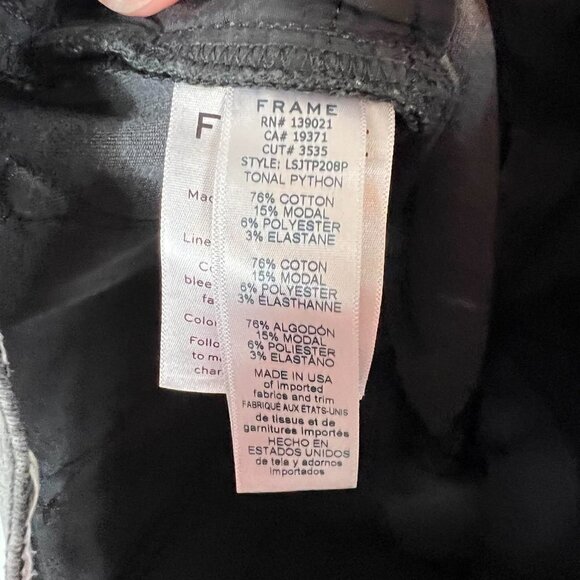 FRAME
RN# 139021
CA# 19371
CUT# 3535
STYLE: LSJTP208P
TONAL PYTHON
76% COTTON
15% MODAL
6% POLYESTER
3% ELASTANE
76% COTON
15% MODAL
6% POLYESTER
3% ELASTHANNE
76% ALGODÓN
15% MODAL
6% POLIESTER
3% ELASTANO
MADE IN USA
of imported
fabrics and trim
FABRIQUÉ AUX ÉTATS-UNIS
de tissus et de
garnitures importés
HECHO EN
ESTADOS UNIDOS
de tela y adornos
importados
F
Follo
to m